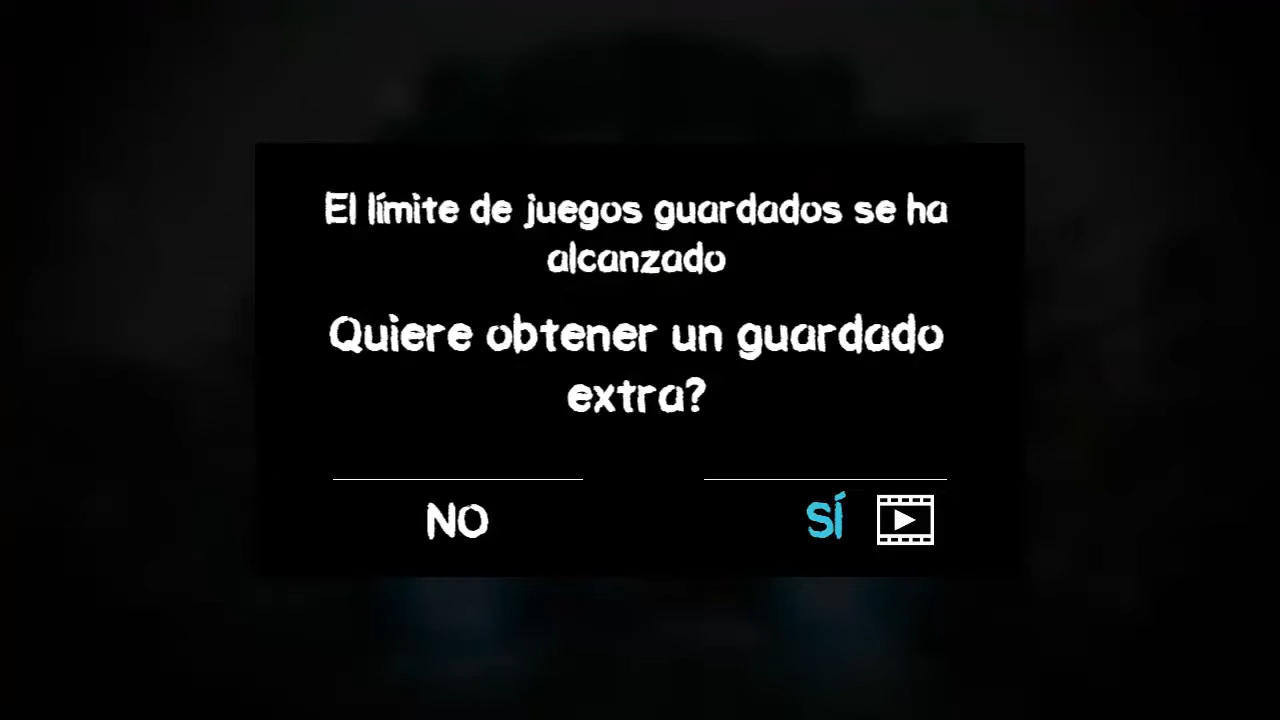 El límite de juegos guardados se ha
alcanzado
Quiere obtener un guardado
extra?
NO
SÍ